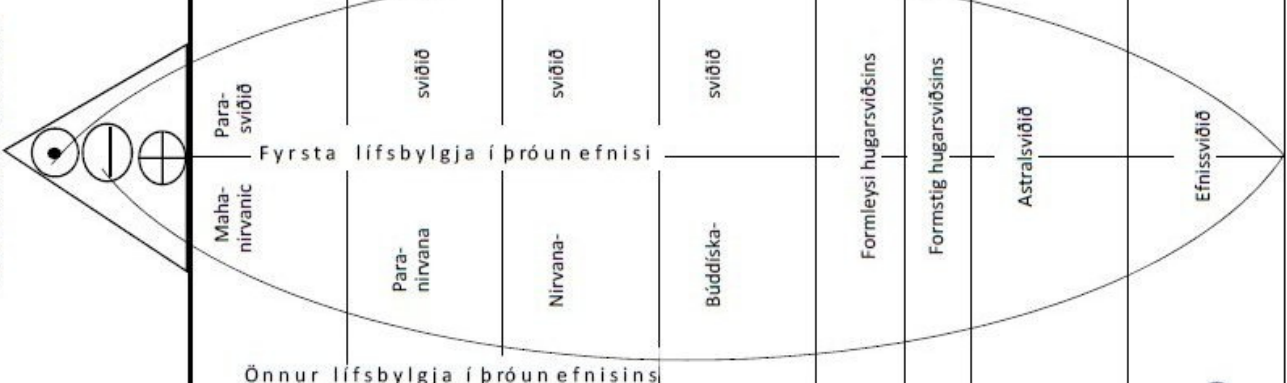 Para-
sviðið
Maha-
nirvanic
sviðið
Para-
nirvana
sviðið
Nirvana-
sviðið
Búddíska-
Formleysi hugarsviðsins
Formstig hugarsviðsins
Astralsviðið
Efnissviðið
Fyrsta lífsbylgja í þróun efnisi
Önnur lífsbylgja í þróun efnisins